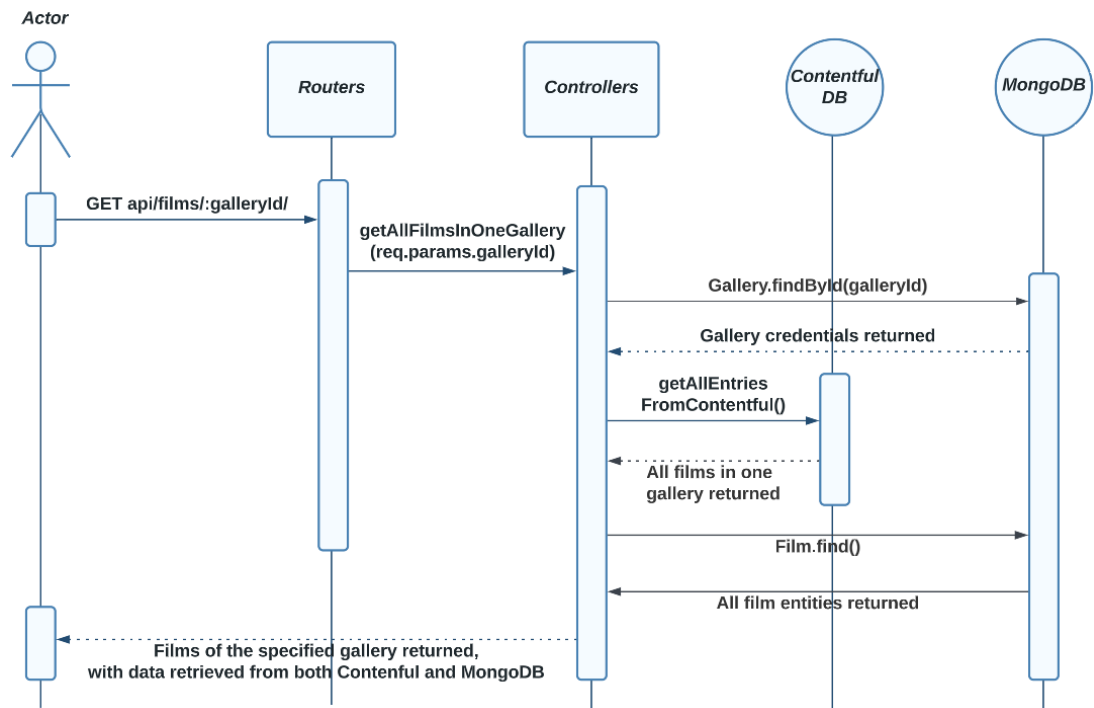 Actor
Routers
Controllers
Contentful
DB
MongoDB
GET api/films/:galleryId/
getAllFilmsInOneGallery
(req.params.galleryId)
Gallery.findById(galleryId)
Gallery credentials returned
getAllEntries
FromContentful()
All films in one
gallery returned
Film.find()
All film entities returned
Films of the specified gallery returned,
with data retrieved from both Contenful and MongoDB